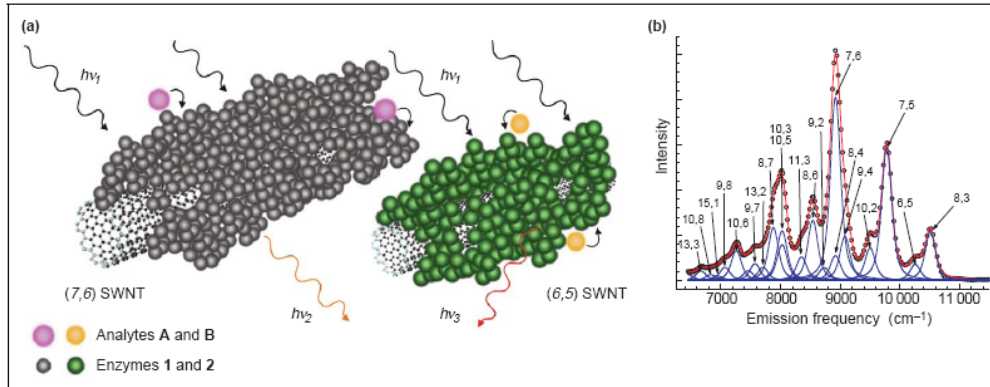 (a)
hν1
hν1
(7,6) SWNT
hν2
hν3
(6,5) SWNT
Analytes A and B
Enzymes 1 and 2
(b)
Intensity
7,6
7,5
9,2
10,3
10,5
8,4
11,3
8,6
9,4
8,7
8,3
13,2
10,2
6,5
9,8
9,7
15,1
10,6
10,8
13,3
7000 8000 9000 10 000 11 000
Emission frequency (cm⁻¹)